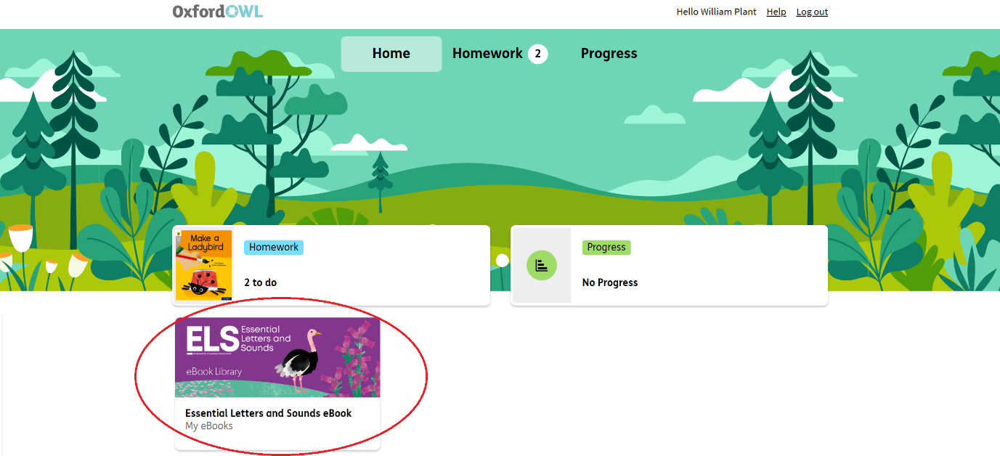 OxfordOWL
Hello William Plant Help Log out
Home Homework 2 Progress
Make a
Ladybird
Homework
2 to do
Progress
No Progress
ELS Essential
Letters and
Sounds
eBook Library
Essential Letters and Sounds eBook
My eBooks